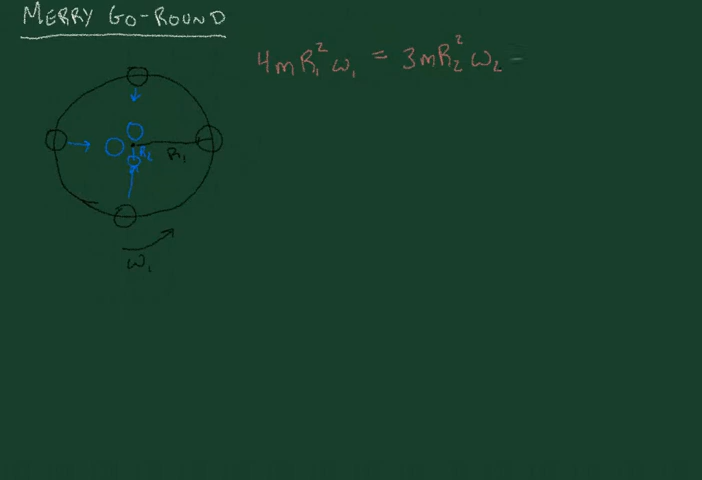 MERRY GO-ROUND
4mR₁²ω₁ = 3mR₂²ω₂ =
R₂
R₁
ω₁